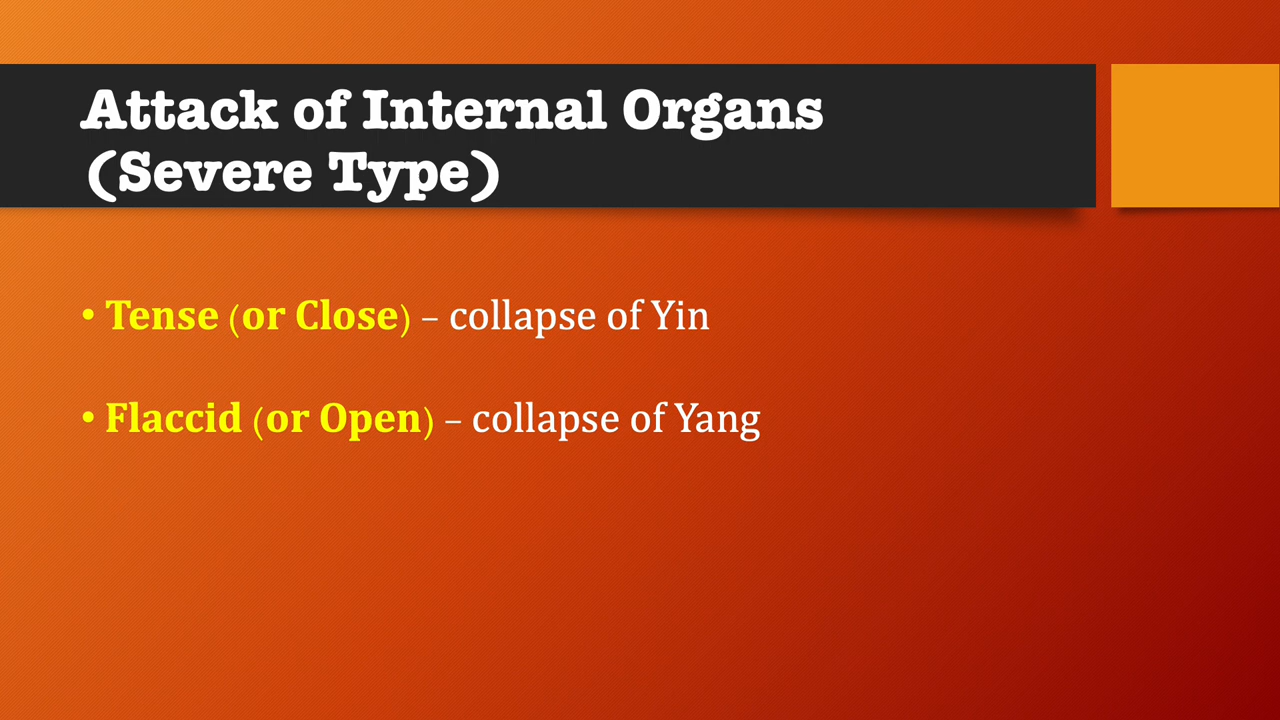 Attack of Internal Organs
(Severe Type)
• Tense (or Close) – collapse of Yin
• Flaccid (or Open) – collapse of Yang